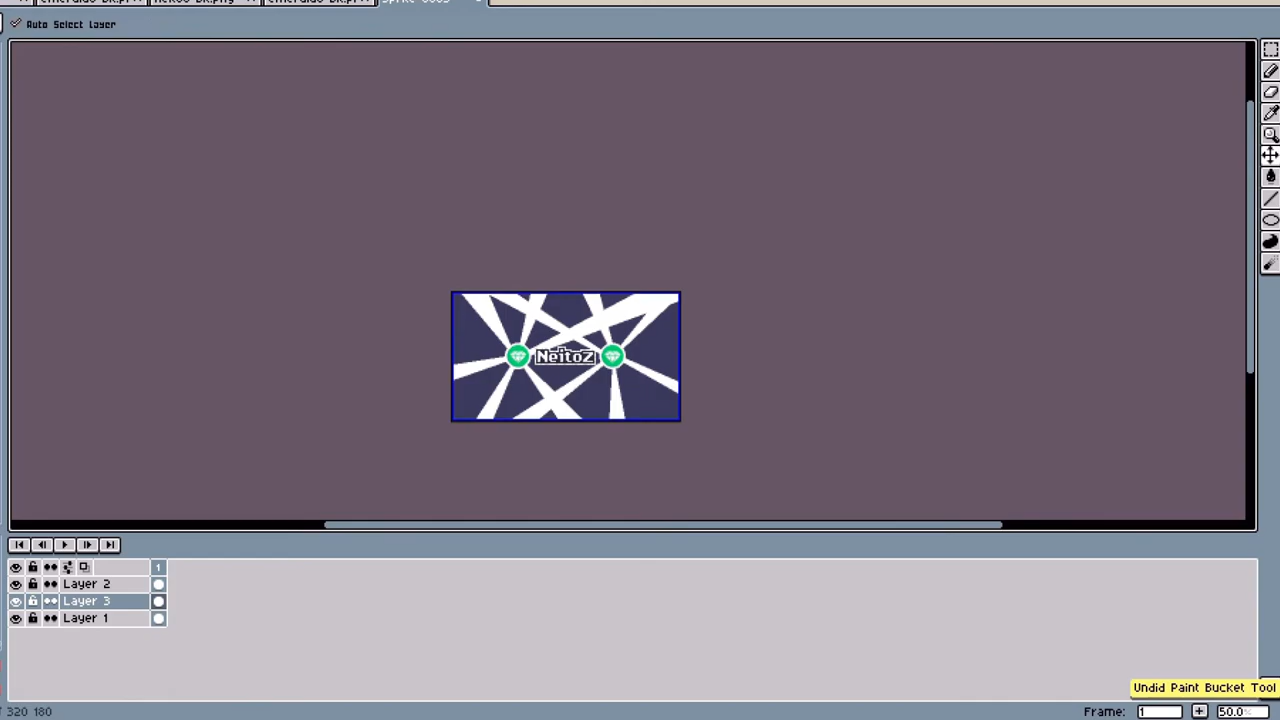 Auto Select Layer
NeitoZ
1
Layer 2
Layer 3
Layer 1
Undid Paint Bucket Tool
320 180
Frame: 1 + 50.0%